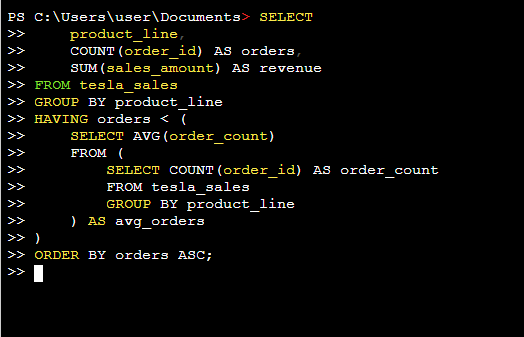 PS C:\Users\user\Documents> SELECT
>>     product_line,
>>     COUNT(order_id) AS orders,
>>     SUM(sales_amount) AS revenue
>> FROM tesla_sales
>> GROUP BY product_line
>> HAVING orders < (
>>     SELECT AVG(order_count)
>>     FROM (
>>         SELECT COUNT(order_id) AS order_count
>>         FROM tesla_sales
>>         GROUP BY product_line
>>     ) AS avg_orders
>> )
>> ORDER BY orders ASC;
>>